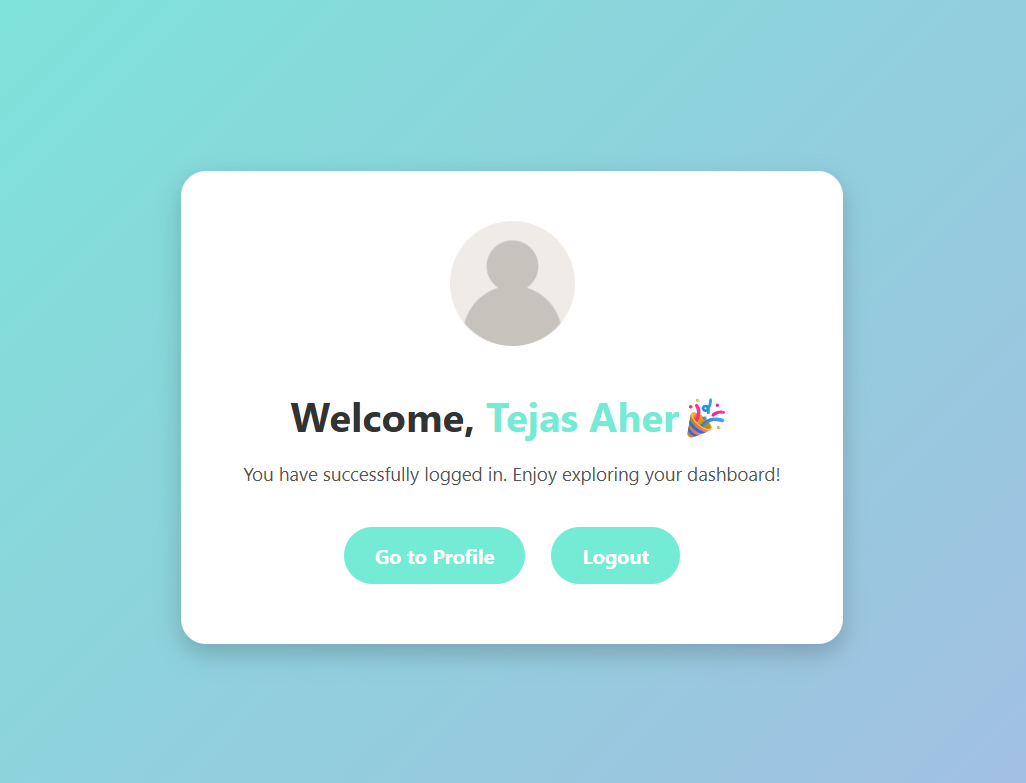 Welcome, Tejas Aher 🎉
You have successfully logged in. Enjoy exploring your dashboard!
Go to Profile
Logout